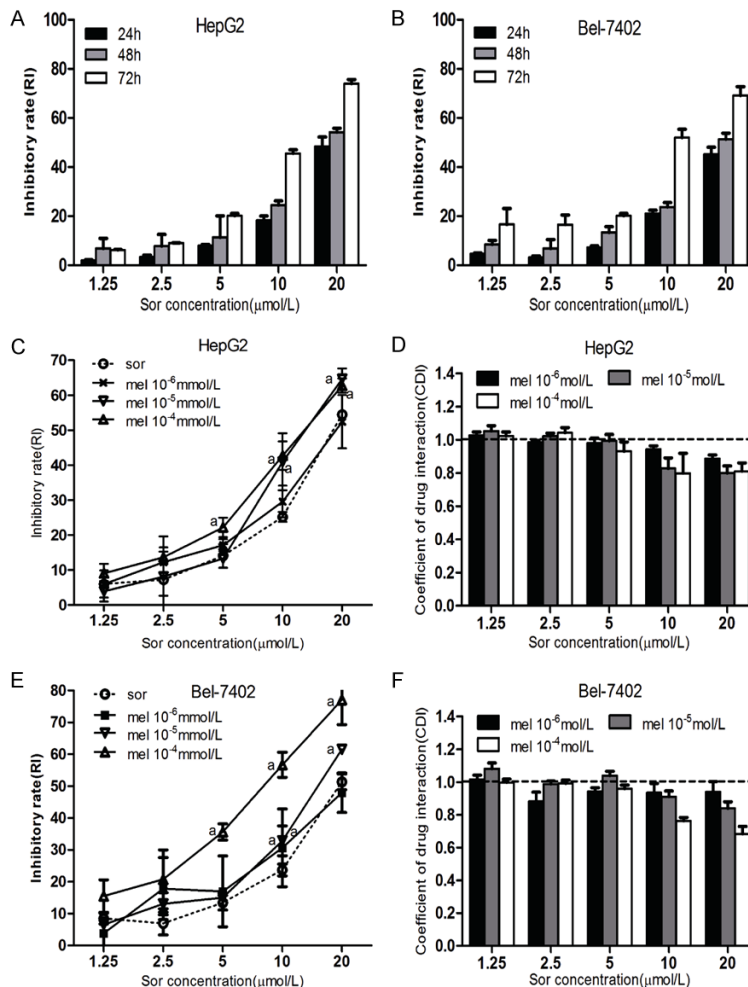 A
HepG2
24h
48h
72h
Inhibitory rate(RI)
100
80
60
40
20
0
1.25 2.5 5 10 20
Sor concentration(μmol/L)
B
Bel-7402
24h
48h
72h
Inhibitory rate(RI)
100
80
60
40
20
0
1.25 2.5 5 10 20
Sor concentration(μmol/L)
C
HepG2
sor
mel 10⁻⁶mmol/L
mel 10⁻⁵mmol/L
mel 10⁻⁴mmol/L
Inhibitory rate(RI)
70
60
50
40
30
20
10
0
a
a
a
a
a
1.25 2.5 5 10 20
Sor concentration(μmol/L)
D
HepG2
mel 10⁻⁶mol/L mel 10⁻⁵mol/L
mel 10⁻⁴mol/L
Coefficient of drug interaction(CDI)
1.4
1.2
1.0
0.8
0.6
0.4
0.2
0.0
1.25 2.5 5 10 20
Sor concentration(μmol/L)
E
Bel-7402
sor
mel 10⁻⁶mmol/L
mel 10⁻⁵mmol/L
mel 10⁻⁴mmol/L
Inhibitory rate(RI)
80
70
60
50
40
30
20
10
0
a
a
a
a
a a
1.25 2.5 5 10 20
Sor concentration(μmol/L)
F
Bel-7402
mel 10⁻⁶mol/L mel 10⁻⁵mol/L
mel 10⁻⁴mol/L
Coefficient of drug interaction(CDI)
1.4
1.2
1.0
0.8
0.6
0.4
0.2
0.0
1.25 2.5 5 10 20
Sor concentration(μmol/L)